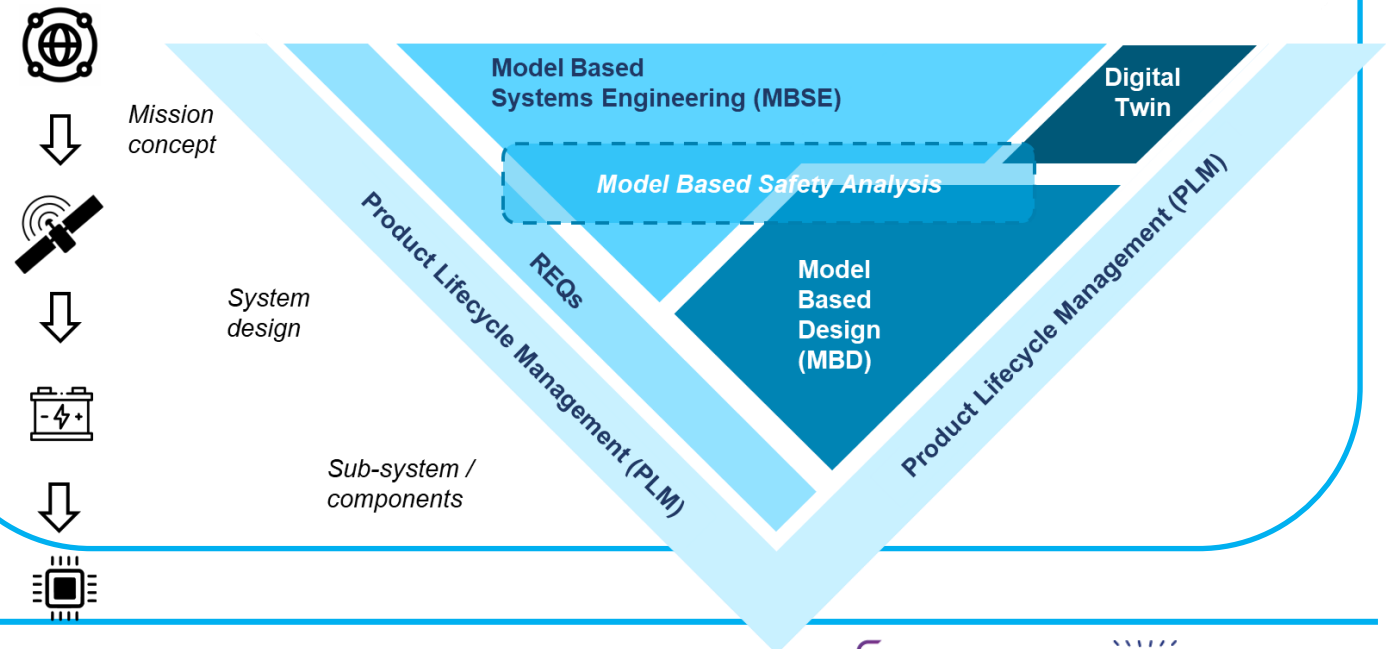 Model Based
Systems Engineering (MBSE)
Digital
Twin
Mission
concept
Model Based Safety Analysis
Product Lifecycle Management (PLM)
REQs
Product Lifecycle Management (PLM)
Model
Based
Design
(MBD)
System
design
Sub-system /
components